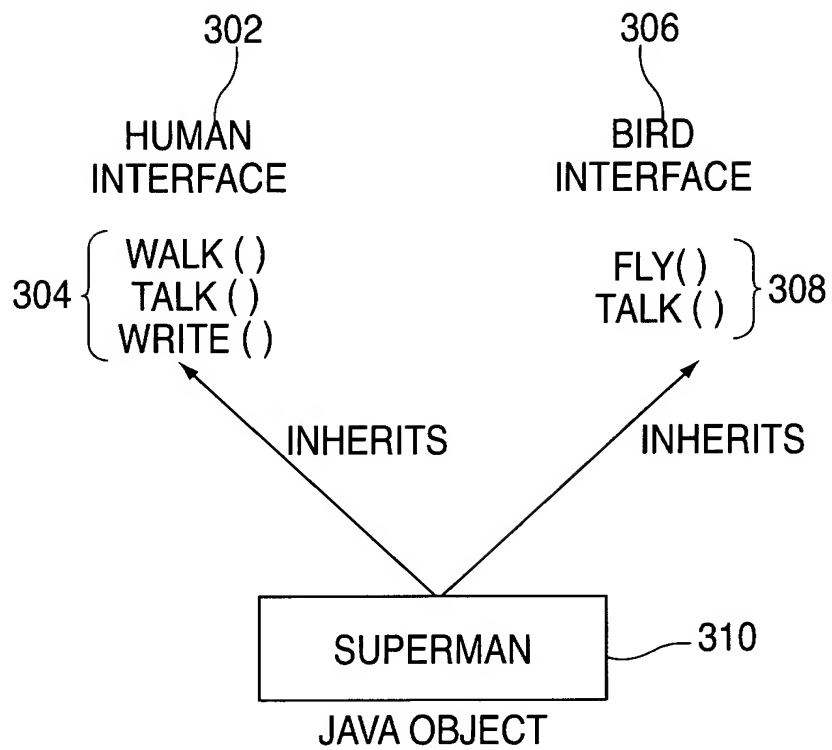 302
306
HUMAN
INTERFACE
BIRD
INTERFACE
304
WALK ( )
TALK ( )
WRITE ( )
FLY( )
TALK ( )
308
INHERITS
INHERITS
SUPERMAN
310
JAVA OBJECT